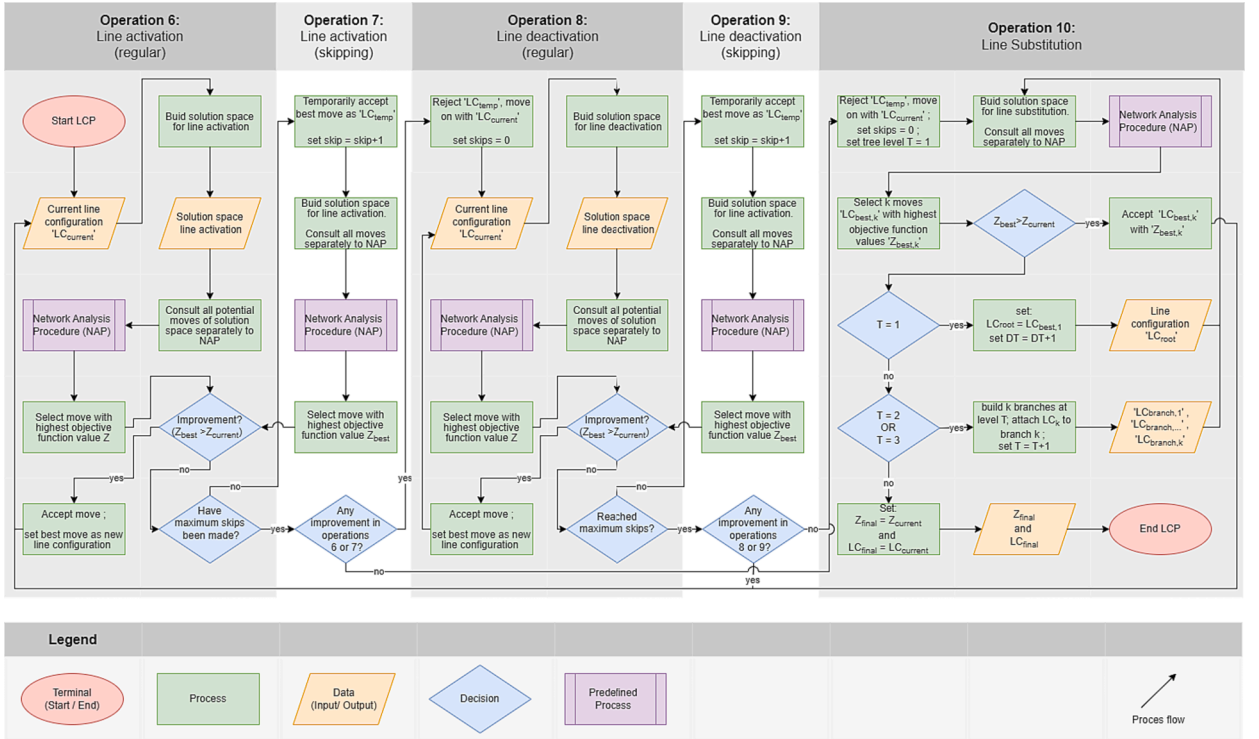 Operation 6:
Line activation
(regular)
Operation 7:
Line activation
(skipping)
Operation 8:
Line deactivation
(regular)
Operation 9:
Line deactivation
(skipping)
Operation 10:
Line Substitution
Start LCP
Buid solution space
for line activation
Current line
configuration
'LCcurrent'
Solution space
line activation
Network Analysis
Procedure (NAP)
Consult all potential
moves of solution
space separately to
NAP
Select move with
highest objective
function value Z
Improvement?
(Zbest >Zcurrent)
no
yes
Accept move ;
set best move as new
line configuration
Have
maximum skips
been made?
no
yes
Temporarily accept
best move as 'LCtemp'
set skip = skip+1
Buid solution space
for line activation.
Consult all moves
separately to NAP
Network Analysis
Procedure (NAP)
Select move with
highest objective
function value Zbest
Any
improvement in
operations
6 or 7?
yes
no
Reject 'LCtemp', move
on with 'LCcurrent'
set skips = 0
Buid solution space
for line deactivation
Current line
configuration
'LCcurrent'
Solution space
line deactivation
Network Analysis
Procedure (NAP)
Consult all potential
moves of solution
space separately to
NAP
Select move with
highest objective
function value Z
Improvement?
(Zbest >Zcurrent)
no
yes
Accept move ;
set best move as new
line configuration
Reached
maximum skips?
no
yes
Temporarily accept
best move as 'LCtemp'
set skip = skip+1
Buid solution space
for line activation.
Consult all moves
separately to NAP
Network Analysis
Procedure (NAP)
Select move with
highest objective
function value Zbest
Any
improvement in
operations
8 or 9?
no
yes
Reject 'LCtemp', move
on with 'LCcurrent' ;
set skips = 0 ;
set tree level T = 1
Buid solution space
for line substitution.
Consult all moves
separately to NAP
Network Analysis
Procedure (NAP)
Select k moves
'LCbest,k' with highest
objective function
values 'Zbest,k'
Zbest>Zcurrent
yes
Accept 'LCbest,k'
with 'Zbest,k'
T = 1
yes
set:
LCroot = LCbest,1
set DT = DT+1
Line
configuration
'LCroot'
no
T = 2
OR
T = 3
yes
build k branches at
level T; attach LCk to
branch k ;
set T = T+1
'LCbranch,1'
'LCbranch,...' ,
'LCbranch,k'
no
Set:
Zfinal = Zcurrent
and
LCfinal = LCcurrent
Zfinal
and
LCfinal
End LCP
Legend
Terminal
(Start / End)
Process
Data
(Input/ Output)
Decision
Predefined
Process
Proces flow